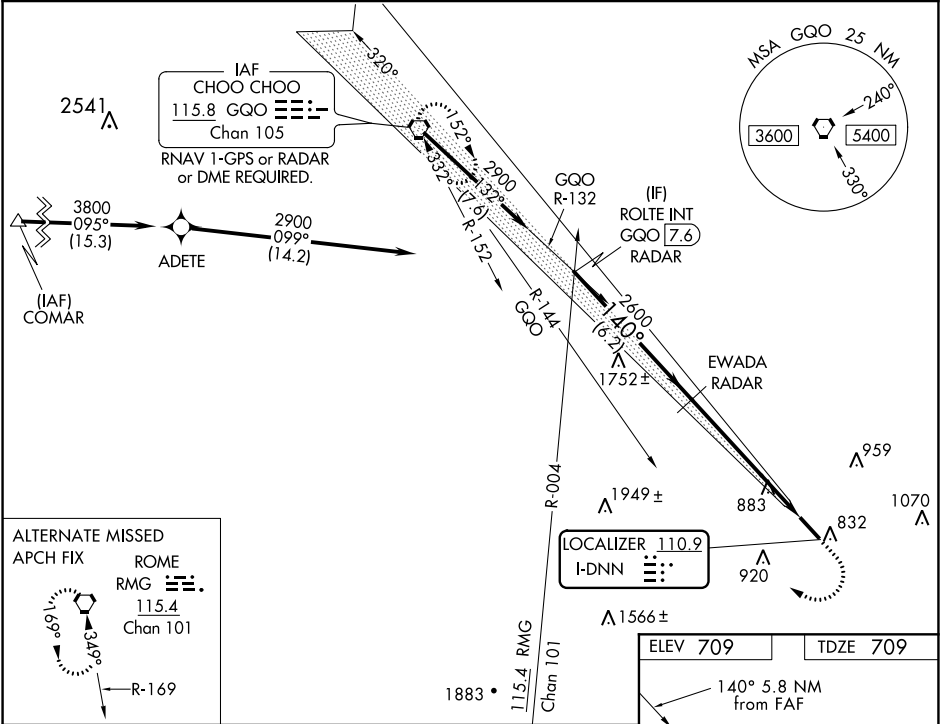 IAF
CHOO CHOO
115.8 GQO
Chan 105
RNAV 1-GPS or RADAR
or DME REQUIRED.
2541
320°
152°
332°
132°
2900
(7.6)
R-152
R-144
GQO
GQO
R-132
(IF)
ROLTE INT
GQO 7.6
RADAR
MSA GQO 25 NM
240°
3600
5400
330°
3800
095°
(15.3)
ADETE
2900
099°
(14.2)
(IAF)
COMAR
2600
140°
(6.2)
1752 ±
EWADA
RADAR
R-004
959
1949 ±
883
1070
832
LOCALIZER 110.9
I-DNN
920
1566 ±
ALTERNATE MISSED
APCH FIX
ROME
RMG
115.4
Chan 101
169°
349°
R-169
1883
115.4 RMG
Chan 101
ELEV 709
TDZE 709
140° 5.8 NM
from FAF